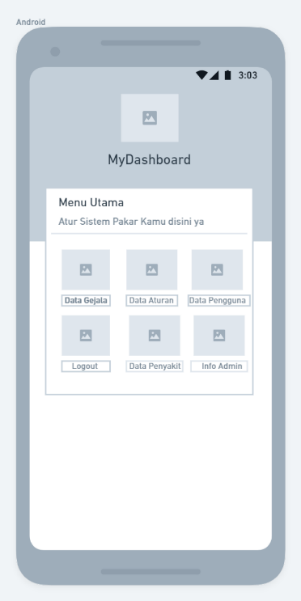 Android
3:03
MyDashboard
Menu Utama
Atur Sistem Pakar Kamu disini ya
Data Gejala Data Aturan Data Pengguna
Logout Data Penyakit Info Admin